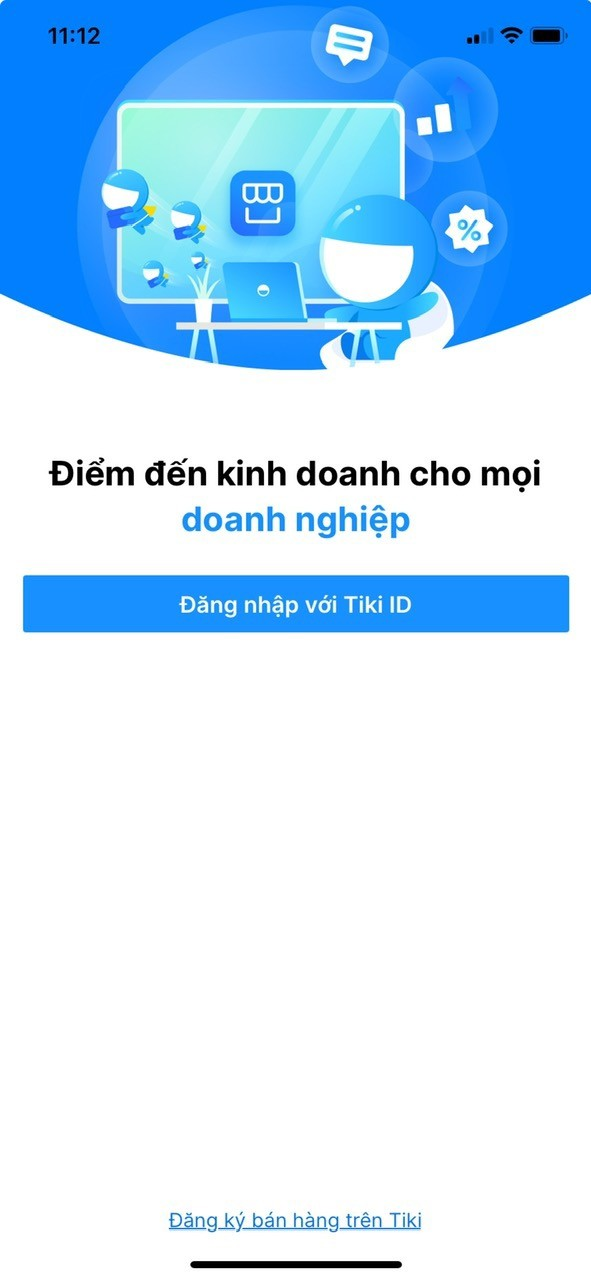 11:12
%
Điểm đến kinh doanh cho mọi
doanh nghiệp
Đăng nhập với Tiki ID
Đăng ký bán hàng trên Tiki